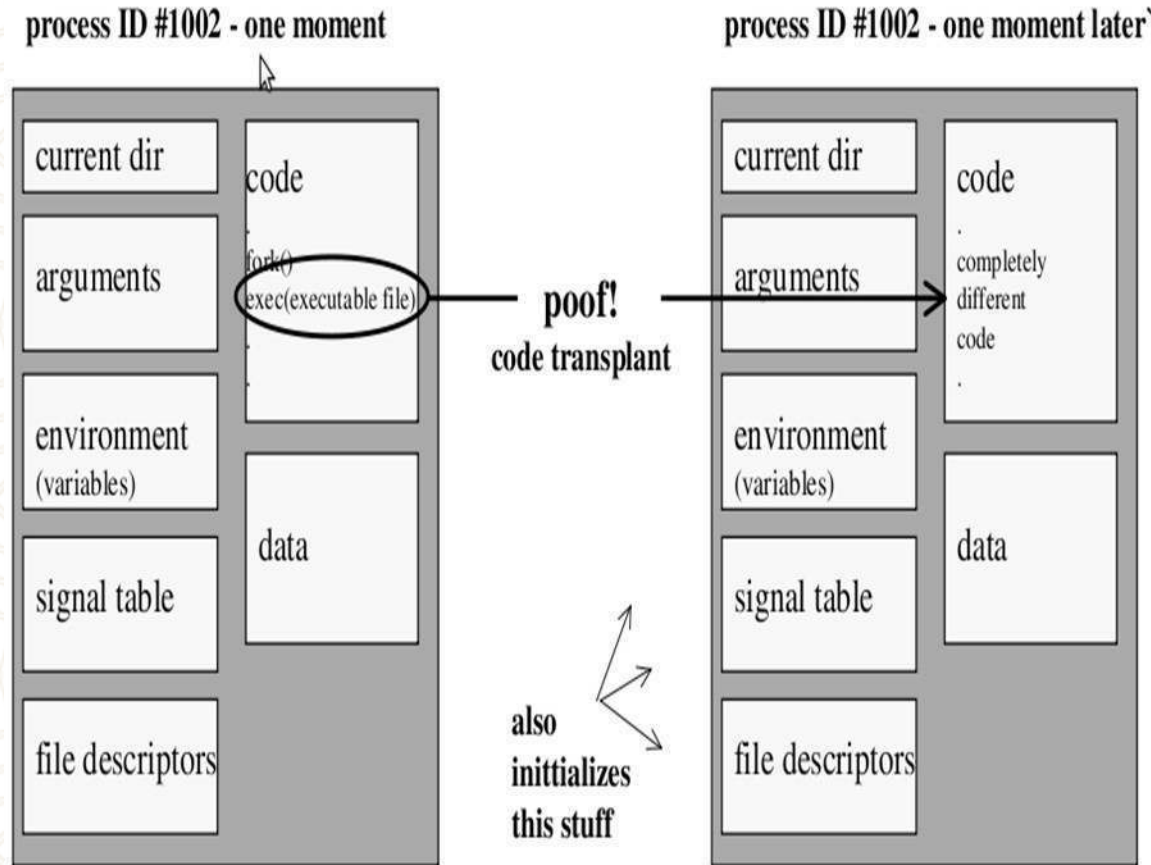 process ID #1002 - one moment
current dir
arguments
environment
(variables)
signal table
file descriptors
code
.
fork()
exec(executable file)
.
.
data
poof!
code transplant
also
inittializes
this stuff
process ID #1002 - one moment later`
current dir
arguments
environment
(variables)
signal table
file descriptors
code
.
completely
different
code
.
data